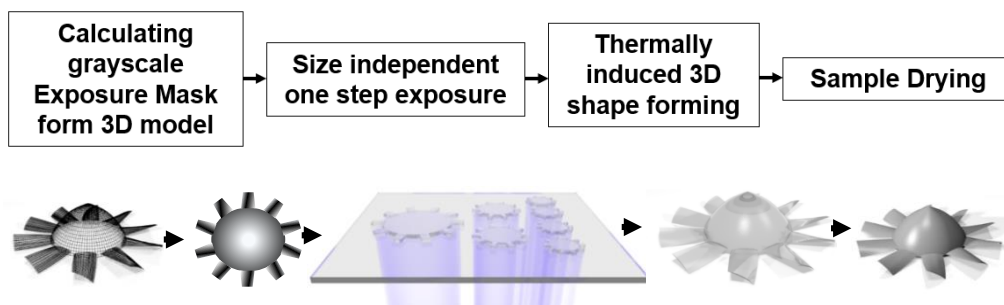 Calculating
grayscale
Exposure Mask
form 3D model
Size independent
one step exposure
Thermally
induced 3D
shape forming
Sample Drying